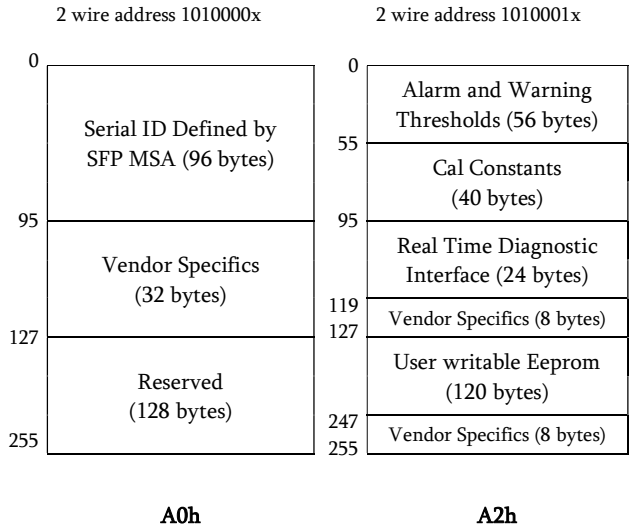 2 wire address 1010000x
0
Serial ID Defined by
SFP MSA (96 bytes)
95
Vendor Specifics
(32 bytes)
127
Reserved
(128 bytes)
255
A0h
2 wire address 1010001x
0
Alarm and Warning
Thresholds (56 bytes)
55
Cal Constants
(40 bytes)
95
Real Time Diagnostic
Interface (24 bytes)
119
Vendor Specifics (8 bytes)
127
User writable Eeprom
(120 bytes)
247
Vendor Specifics (8 bytes)
255
A2h